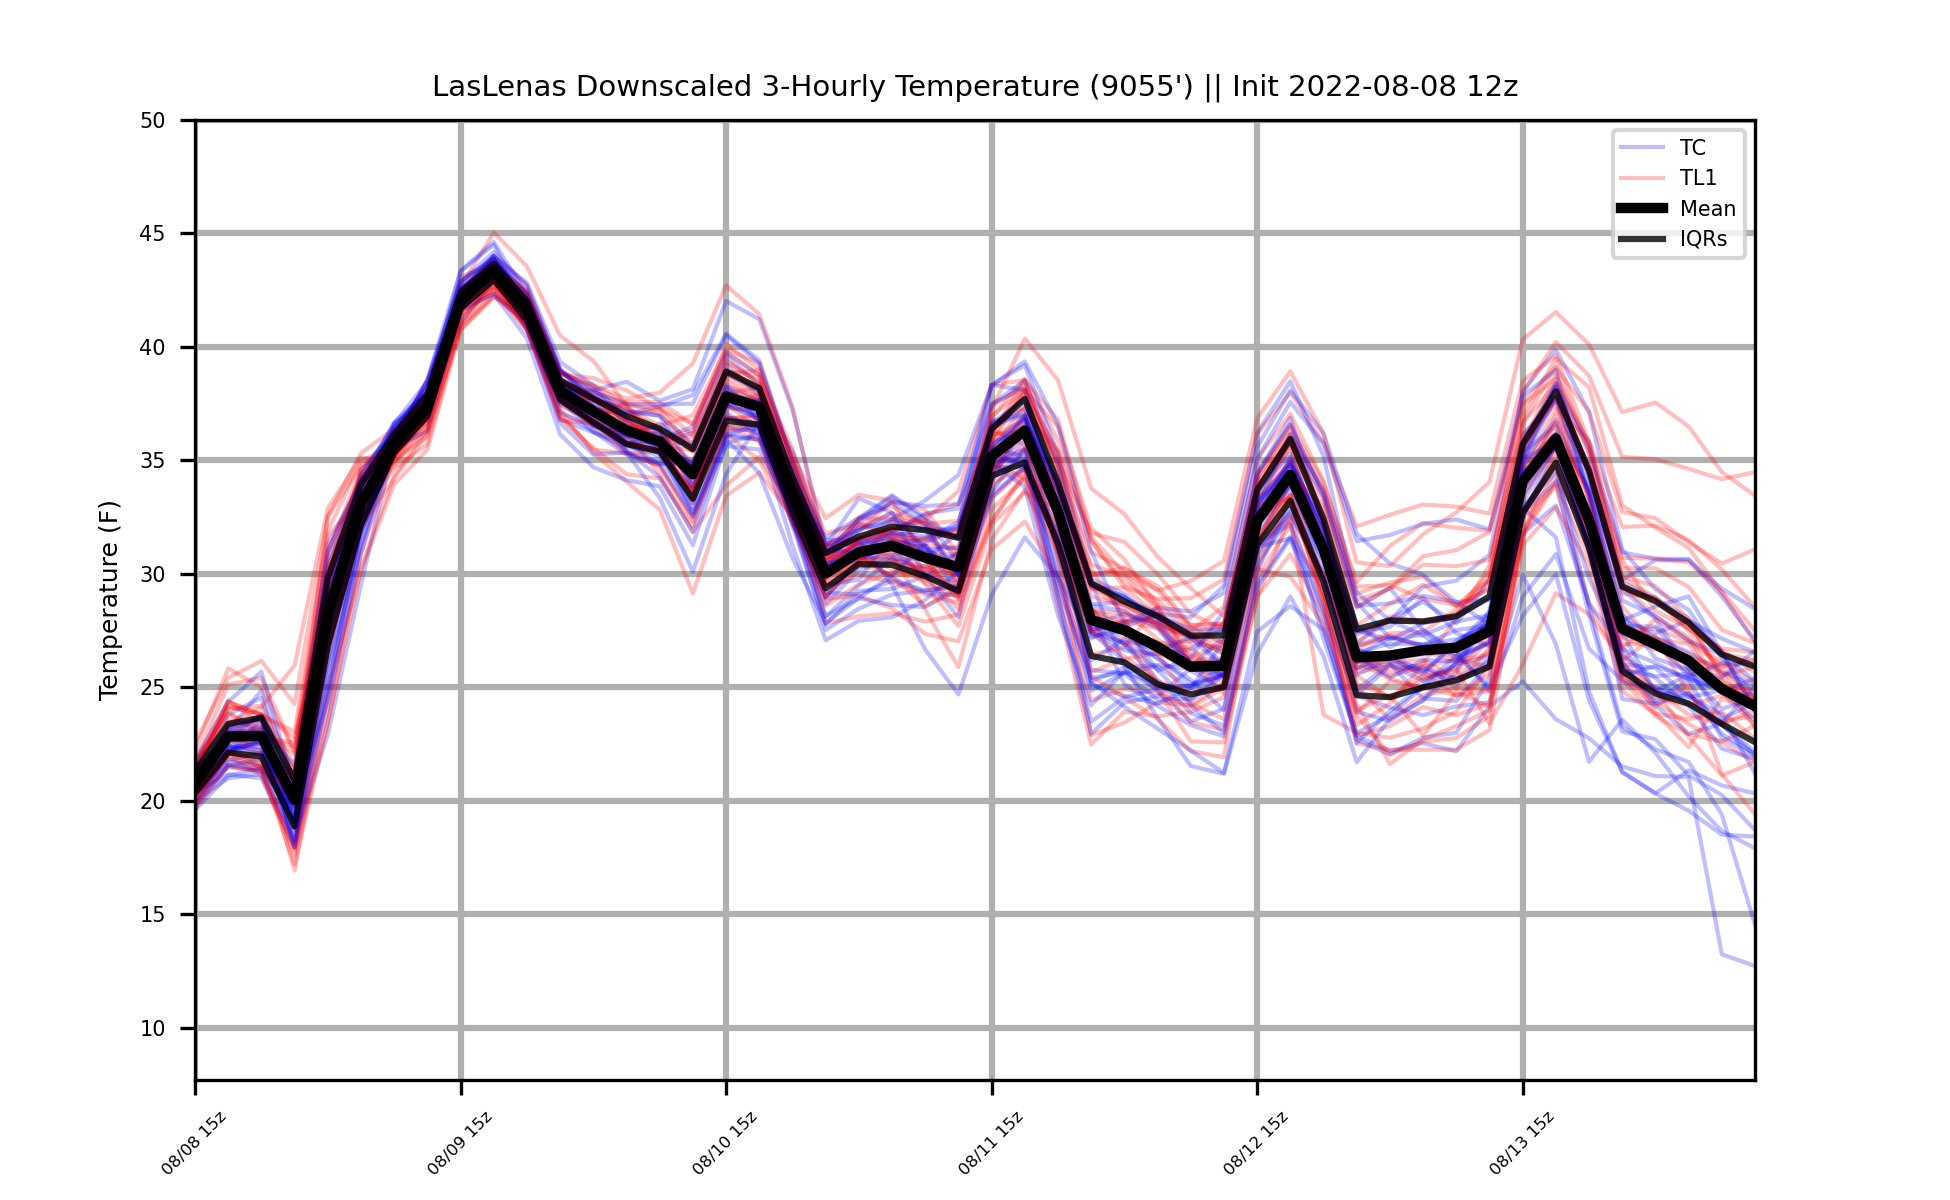 LasLenas Downscaled 3-Hourly Temperature (9055') || Init 2022-08-08 12z
50
45
40
35
30
25
20
15
10
Temperature (F)
TC
TL1
Mean
IQRs
08/08 15z
08/09 15z
08/10 15z
08/11 15z
08/12 15z
08/13 15z